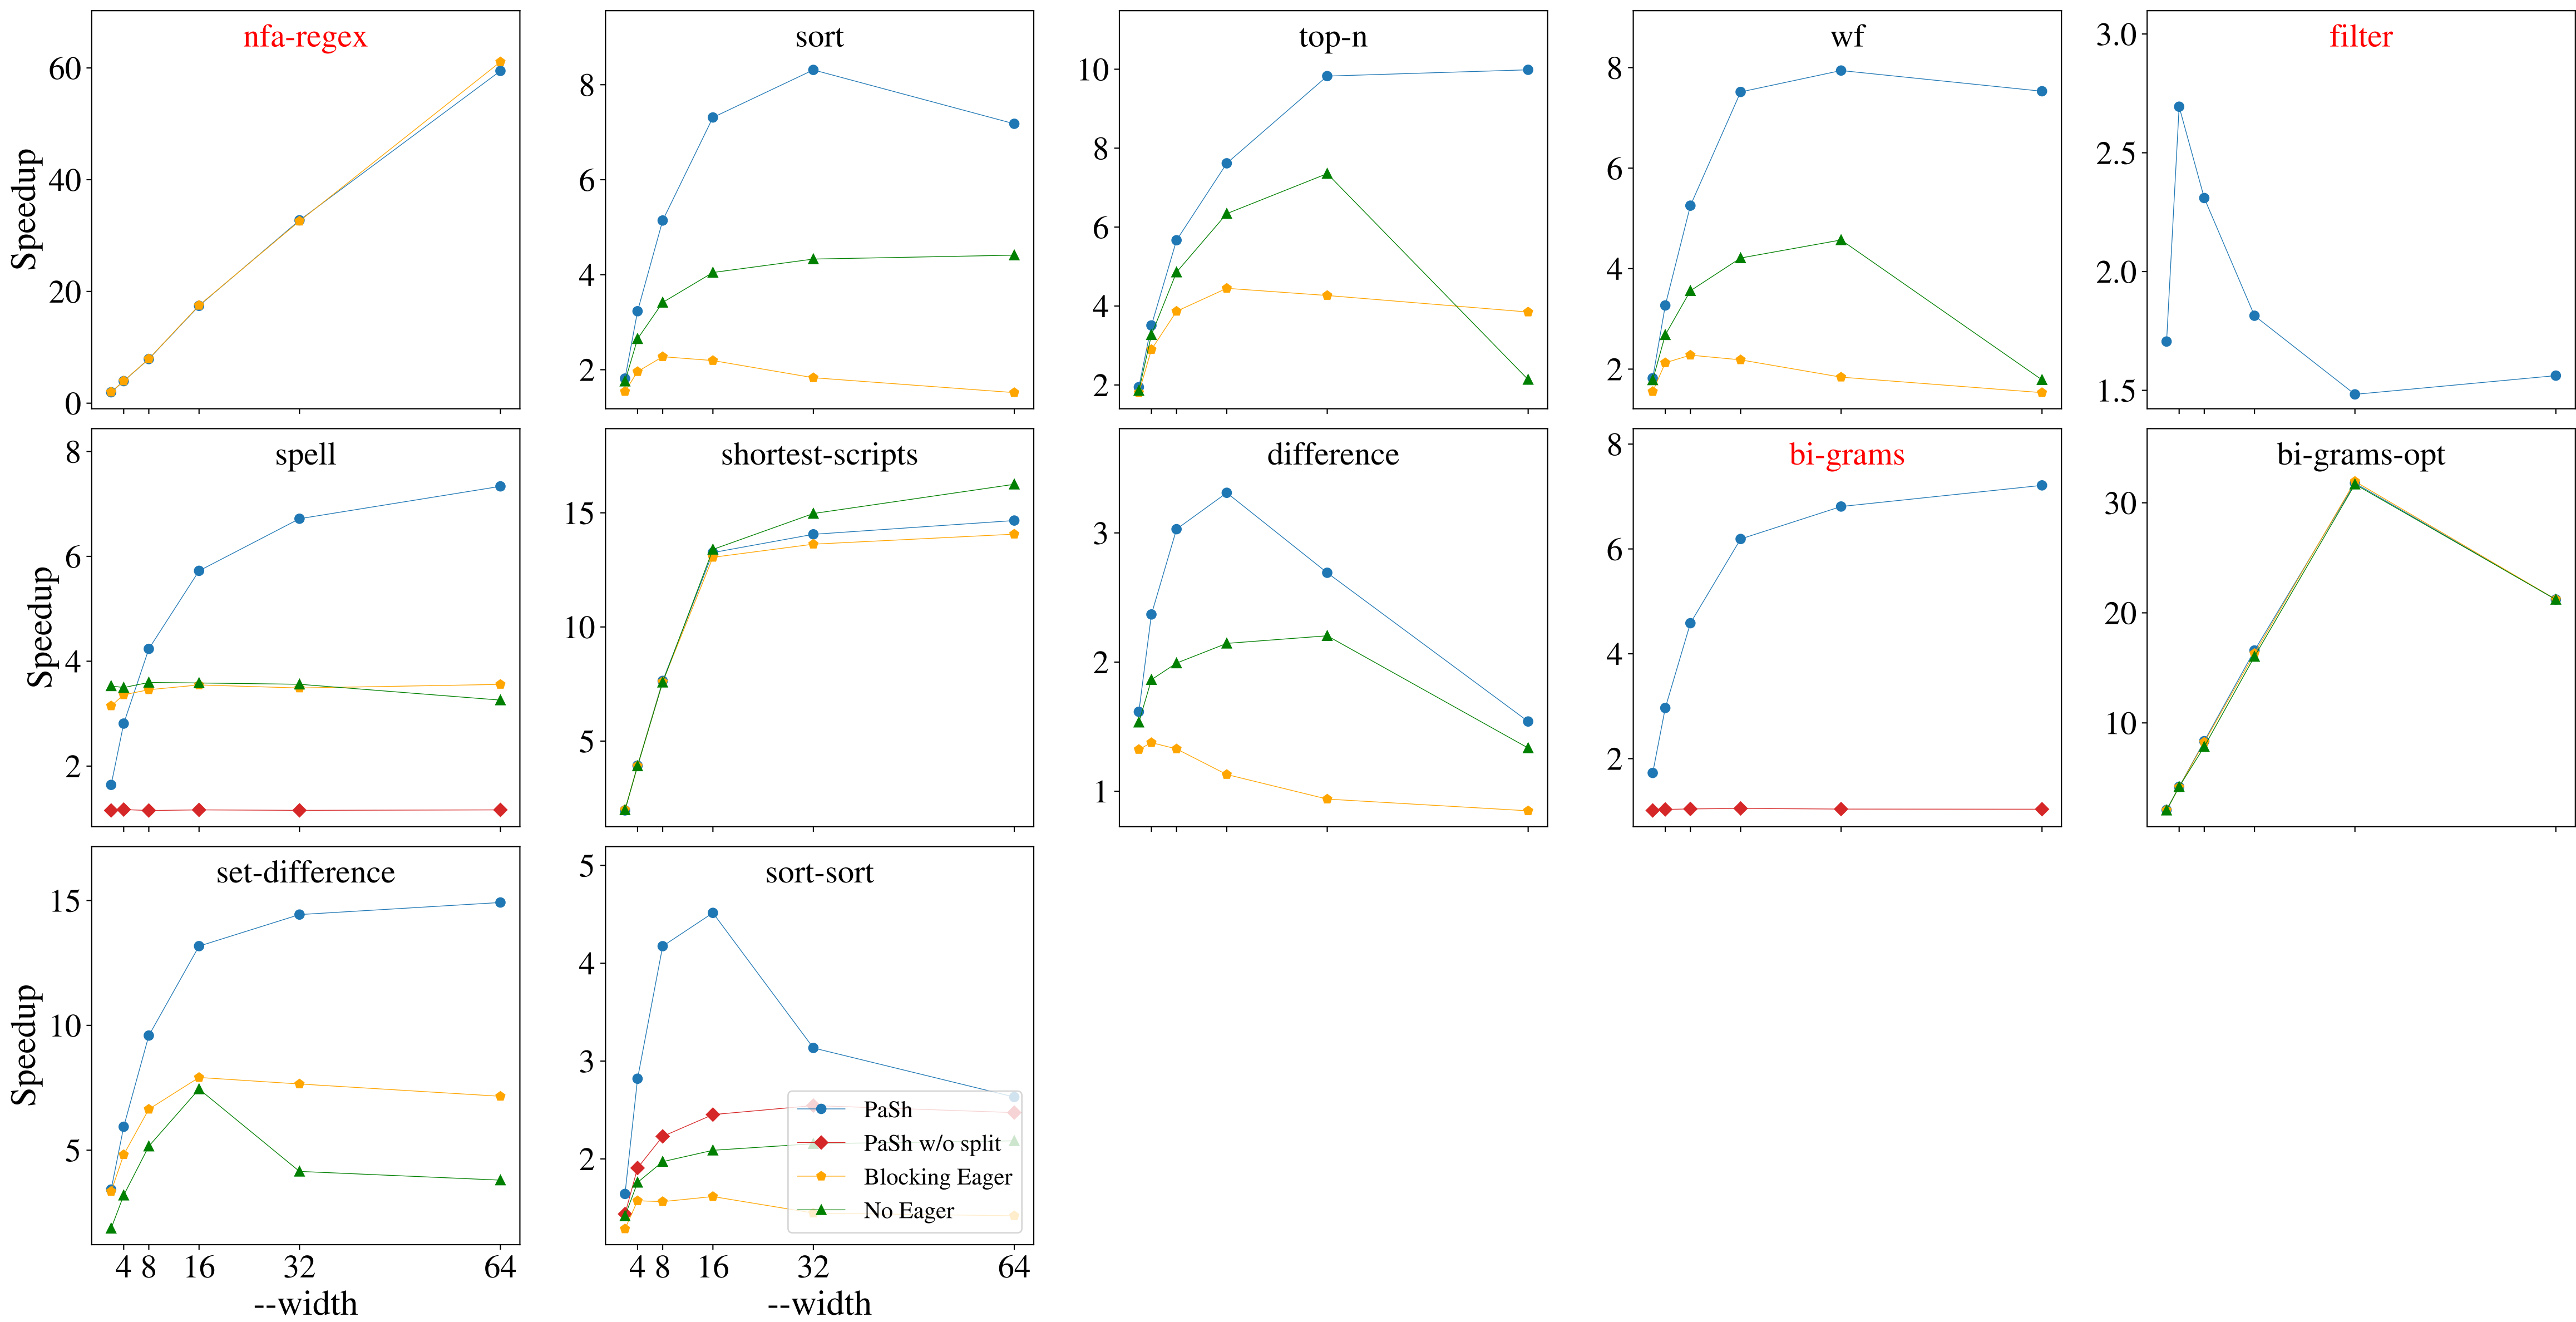 nfa-regex
Speedup
60
40
20
0
sort
8
6
4
2
top-n
10
8
6
4
2
wf
8
6
4
2
filter
3.0
2.5
2.0
1.5
spell
Speedup
8
6
4
2
shortest-scripts
15
10
5
difference
3
2
1
bi-grams
8
6
4
2
bi-grams-opt
30
20
10
set-difference
Speedup
15
10
5
4 8 16 32 64
--width
sort-sort
5
4
3
2
PaSh
PaSh w/o split
Blocking Eager
No Eager
4 8 16 32 64
--width